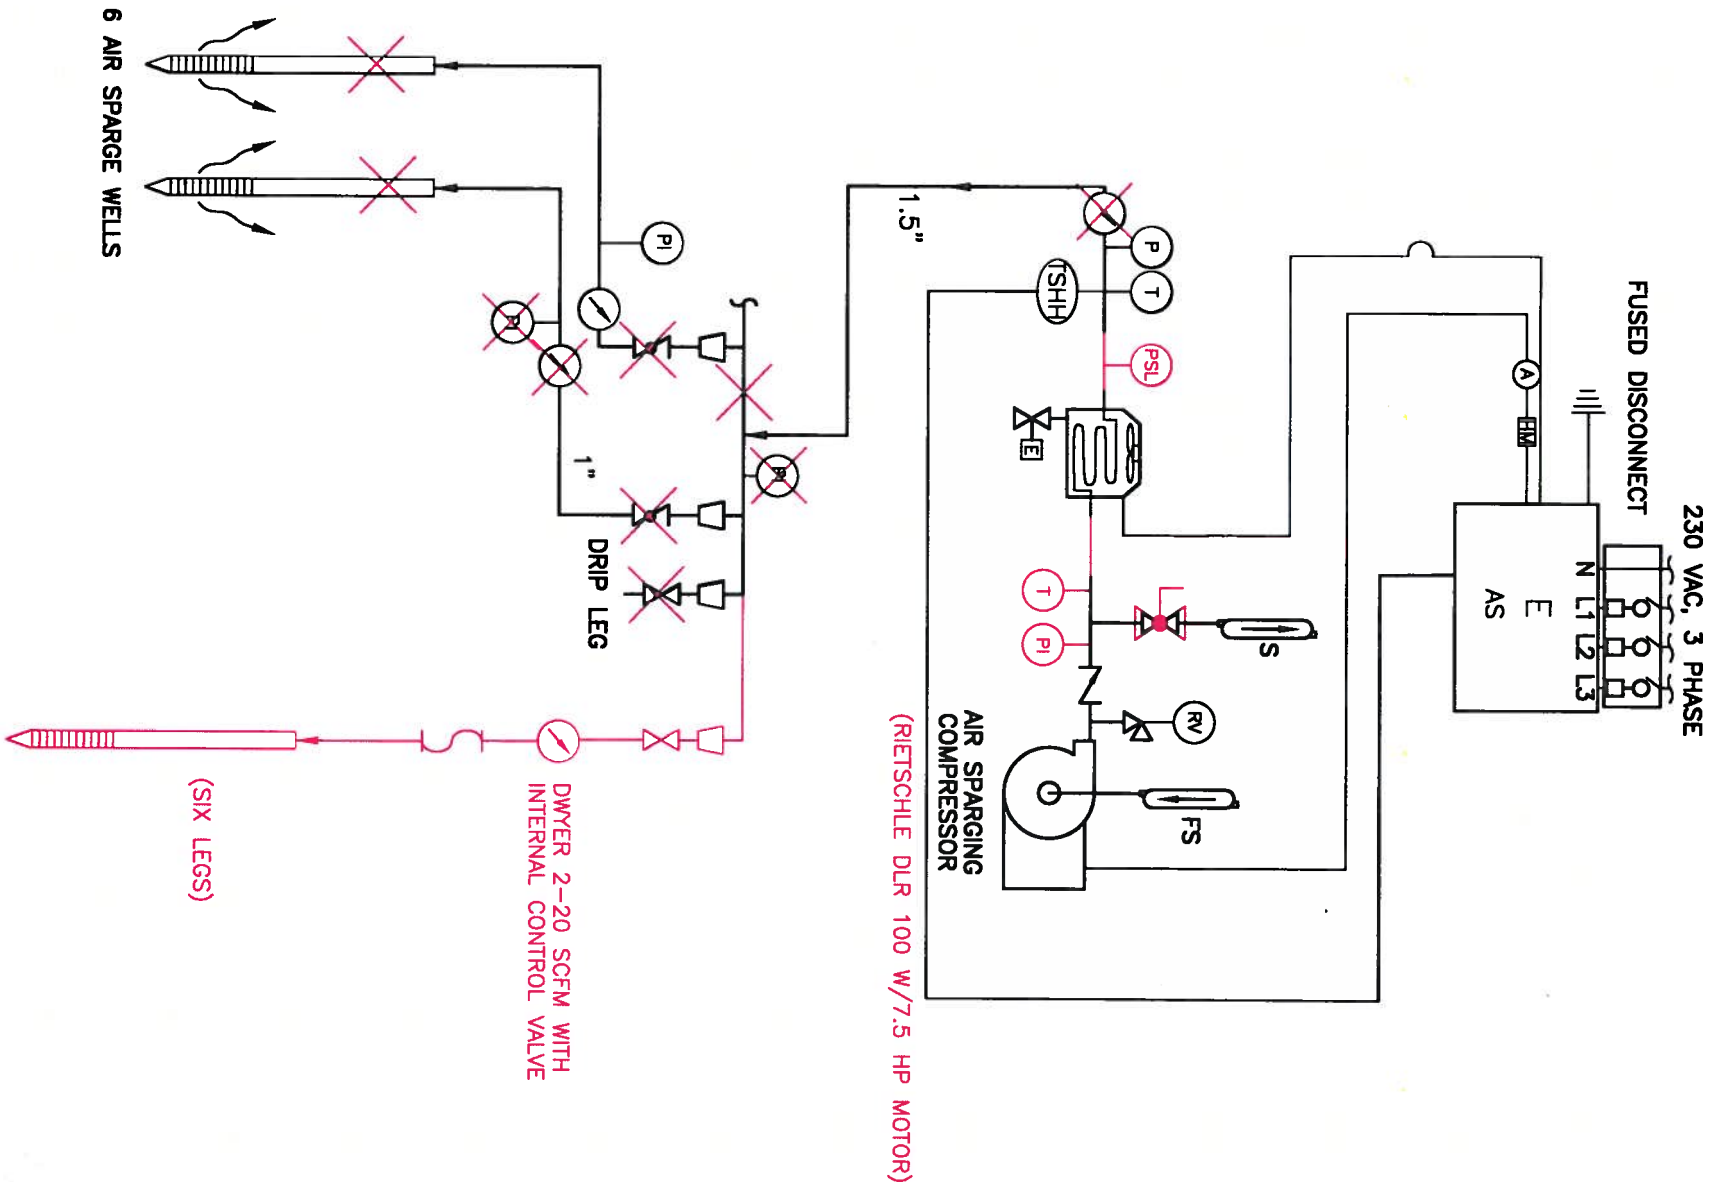 230 VAC, 3 PHASE
FUSED DISCONNECT
N
L1
L2
L3
E
AS
A
HM
P
T
TSHH
PSL
1.5"
E
S
T
PI
RV
FS
AIR SPARGING
COMPRESSOR
(RIETSCHLE DLR 100 W/7.5 HP MOTOR)
PI
PI
PI
1"
DRIP LEG
DWYER 2-20 SCFM WITH
INTERNAL CONTROL VALVE
(SIX LEGS)
6 AIR SPARGE WELLS